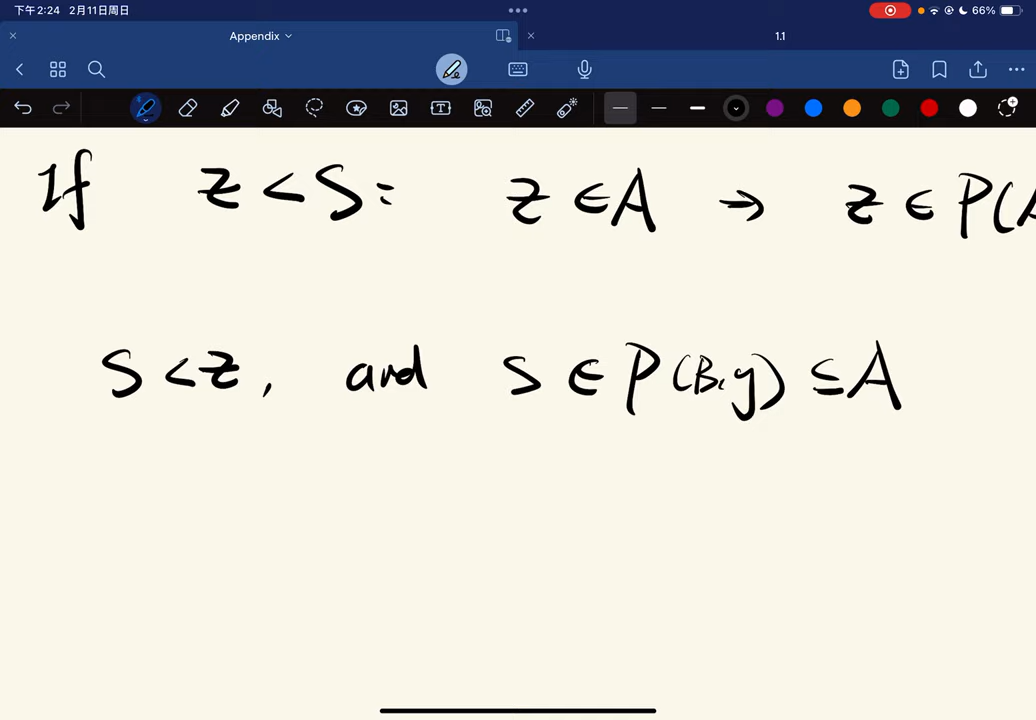 下午2:24 2月11日周日 66%
Appendix 1.1
If z < S: z ∈ A → z ∈ P(A
S < z, and s ∈ P(B, y) ⊆ A